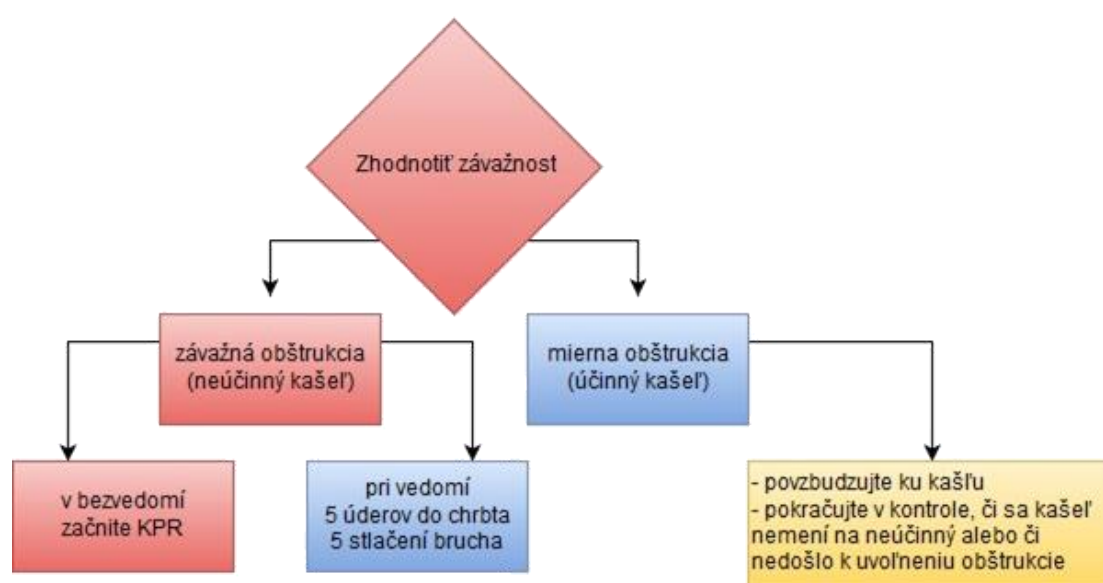 Zhodnotiť závažnost
závažná obštrukcia
(neúčinný kašeľ)
mierna obštrukcia
(účinný kašeľ)
v bezvedomí
začnite KPR
pri vedomí
5 úderov do chrbta
5 stlačení brucha
- povzbudzujte ku kašľu
- pokračujte v kontrole, či sa kašeľ
nemení na neúčinný alebo či
nedošlo k uvoľneniu obštrukcie